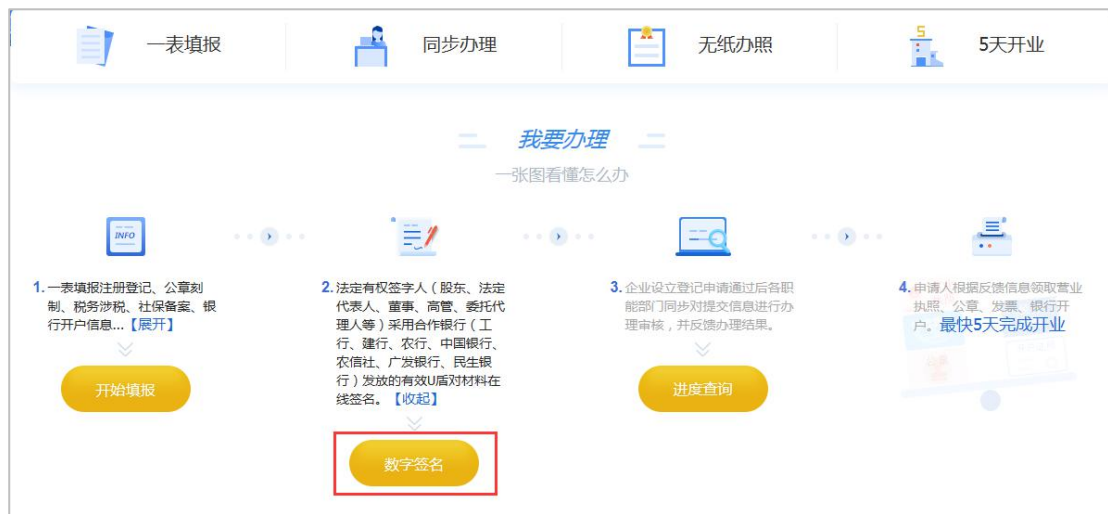 一表填报
同步办理
无纸办照
5
5天开业
我要办理
一张图看懂怎么办
INFO
1. 一表填报注册登记、公章刻
制、税务涉税、社保备案、银
行开户信息...【展开】
开始填报
2. 法定有权签字人（股东、法定
代表人、董事、高管、委托代
理人等）采用合作银行（工
行、建行、农行、中国银行、
农信社、广发银行、民生银
行）发放的有效U盾对材料在
线签名。【收起】
数字签名
3. 企业设立登记申请通过后各职
能部门同步对提交信息进行办
理审核，并反馈办理结果。
进度查询
4. 申请人根据反馈信息领取营业
执照、公章、发票、银行开
户。最快5天完成开业